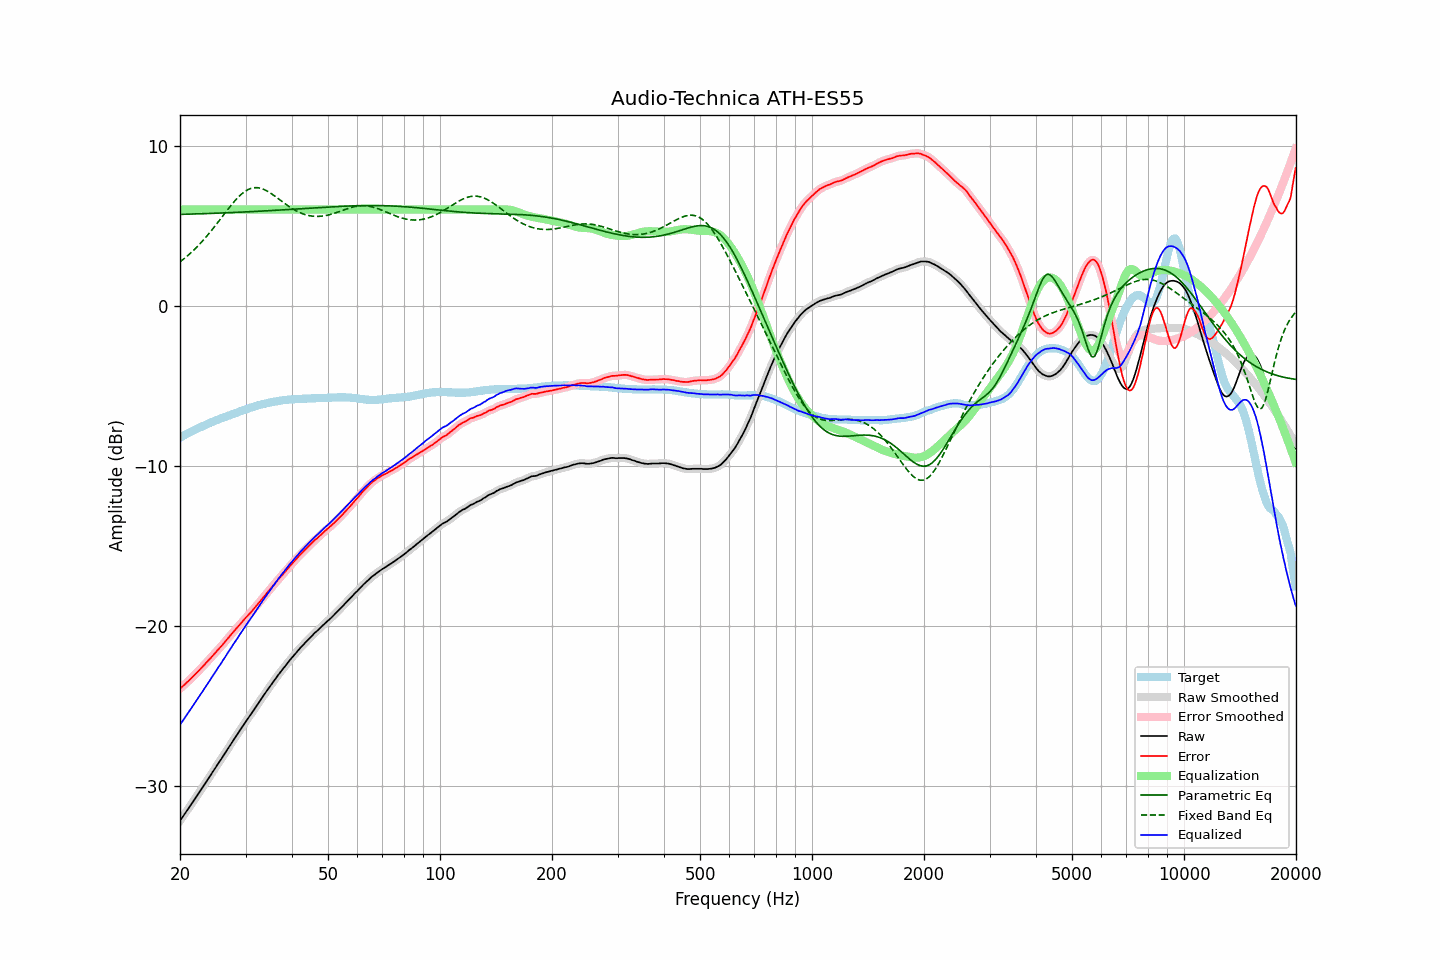 Audio-Technica ATH-ES55
Amplitude (dBr)
10
0
−10
−20
−30
Target
Raw Smoothed
Error Smoothed
Raw
Error
Equalization
Parametric Eq
Fixed Band Eq
Equalized
20
50
100
200
500
1000
2000
5000
10000
20000
Frequency (Hz)